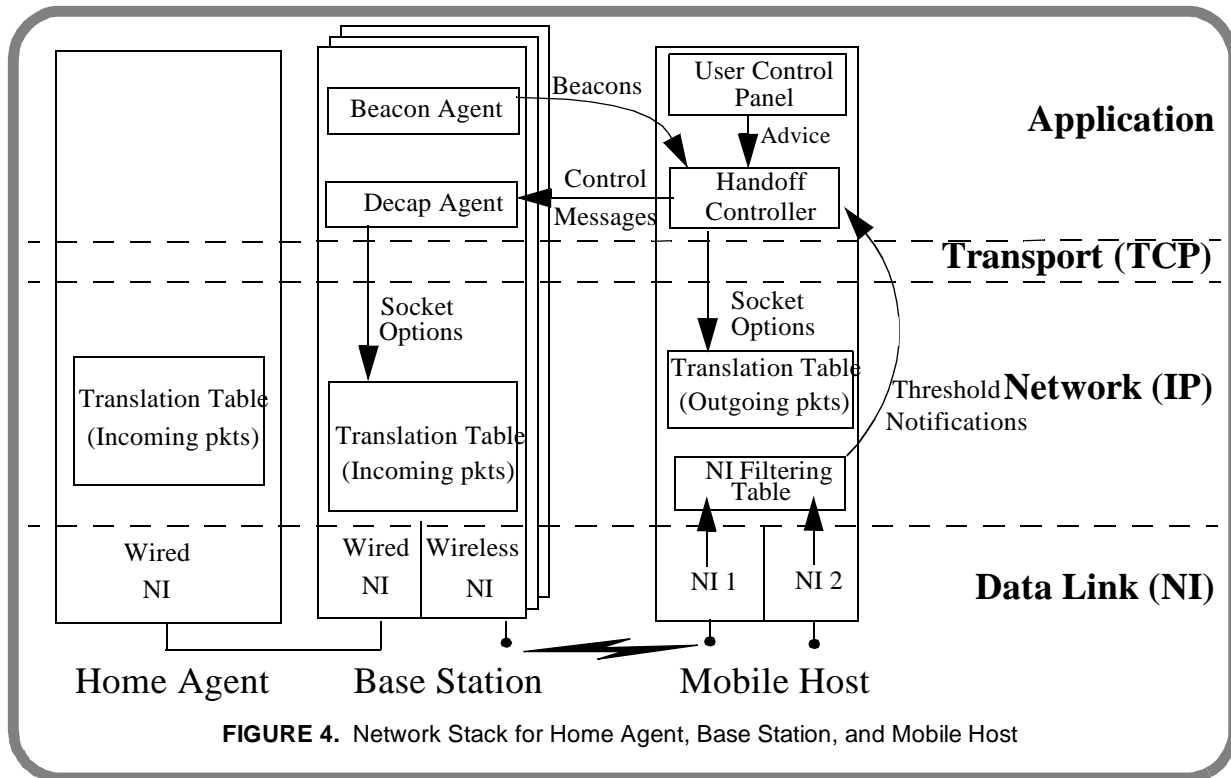 Beacon Agent
Beacons
User Control
Panel
Advice
Application
Decap Agent
Control
Messages
Handoff
Controller
Transport (TCP)
Socket
Options
Socket
Options
Translation Table
(Incoming pkts)
Translation Table
(Incoming pkts)
Translation Table
(Outgoing pkts)
Threshold
Notifications
Network (IP)
NI Filtering
Table
Wired
NI
Wired
NI
Wireless
NI
NI 1
NI 2
Data Link (NI)
Home Agent
Base Station
Mobile Host
FIGURE 4. Network Stack for Home Agent, Base Station, and Mobile Host